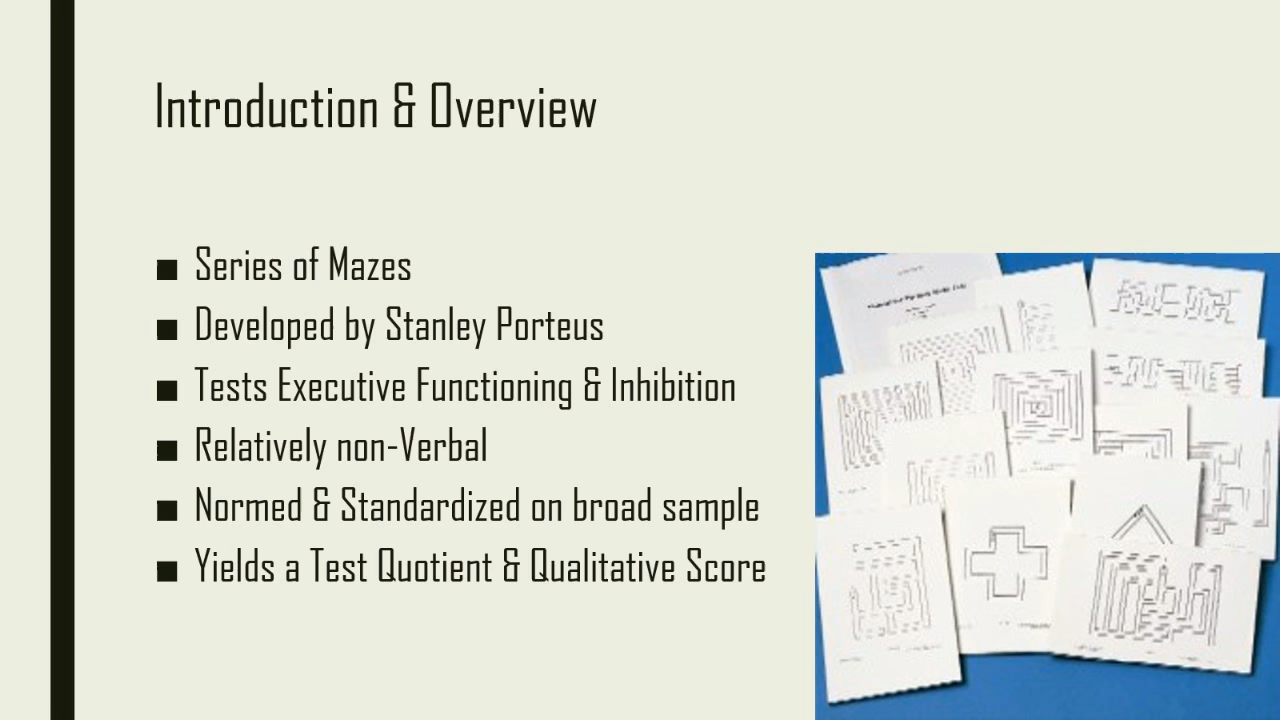 Introduction & Overview
■ Series of Mazes
■ Developed by Stanley Porteus
■ Tests Executive Functioning & Inhibition
■ Relatively non-Verbal
■ Normed & Standardized on broad sample
■ Yields a Test Quotient & Qualitative Score